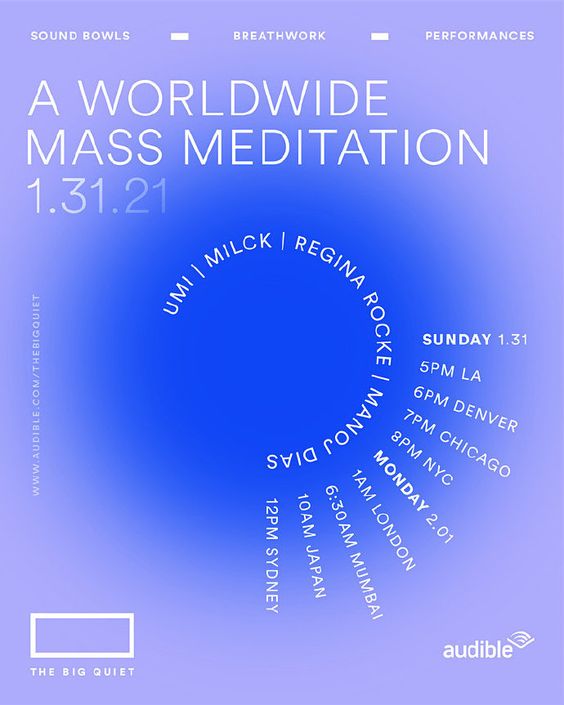 SOUND BOWLS
BREATHWORK
PERFORMANCES
A WORLDWIDE
MASS MEDITATION
1.31.21
UMI | MILCK | REGINA ROCKE | MANOJ DIAS
SUNDAY 1.31
5PM LA
6PM DENVER
7PM CHICAGO
8PM NYC
MONDAY 2.01
1AM LONDON
6:30AM MUMBAI
10AM JAPAN
12PM SYDNEY
WWW.AUDIBLE.COM/THEBIGQUIET
THE BIG QUIET
audible